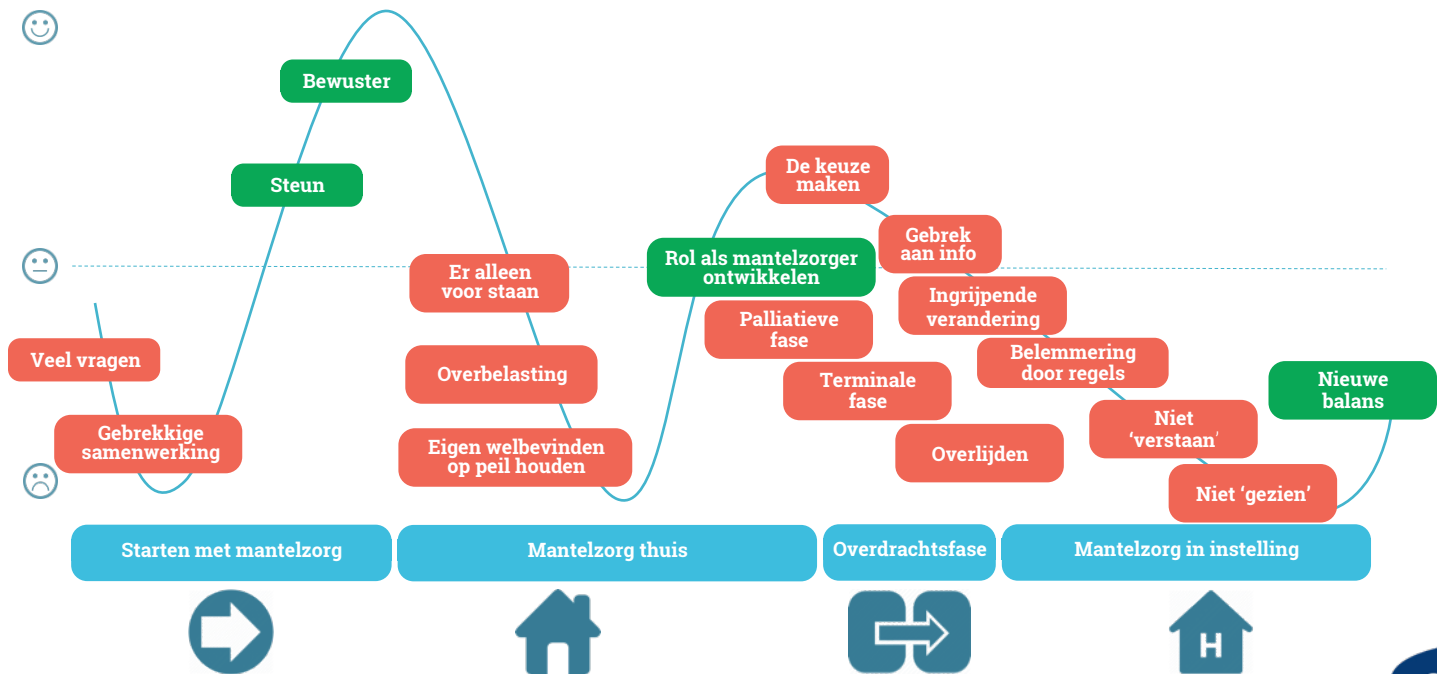 Bewuster
Steun
Veel vragen
Gebrekkige
samenwerking
Er alleen
voor staan
Overbelasting
Eigen welbevinden
op peil houden
Rol als mantelzorger
ontwikkelen
De keuze
maken
Gebrek
aan info
Palliatieve
fase
Terminale
fase
Overlijden
Ingrijpende
verandering
Belemmering
door regels
Niet
‘verstaan’
Niet ‘gezien’
Nieuwe
balans
Starten met mantelzorg
Mantelzorg thuis
Overdrachtsfase
Mantelzorg in instelling
H